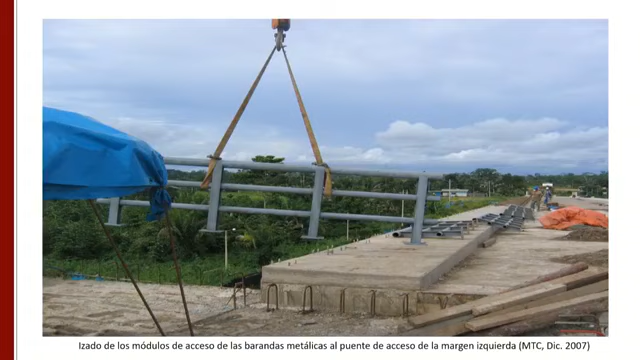 Izado de los módulos de acceso de las barandas metálicas al puente de acceso de la margen izquierda (MTC, Dic. 2007)